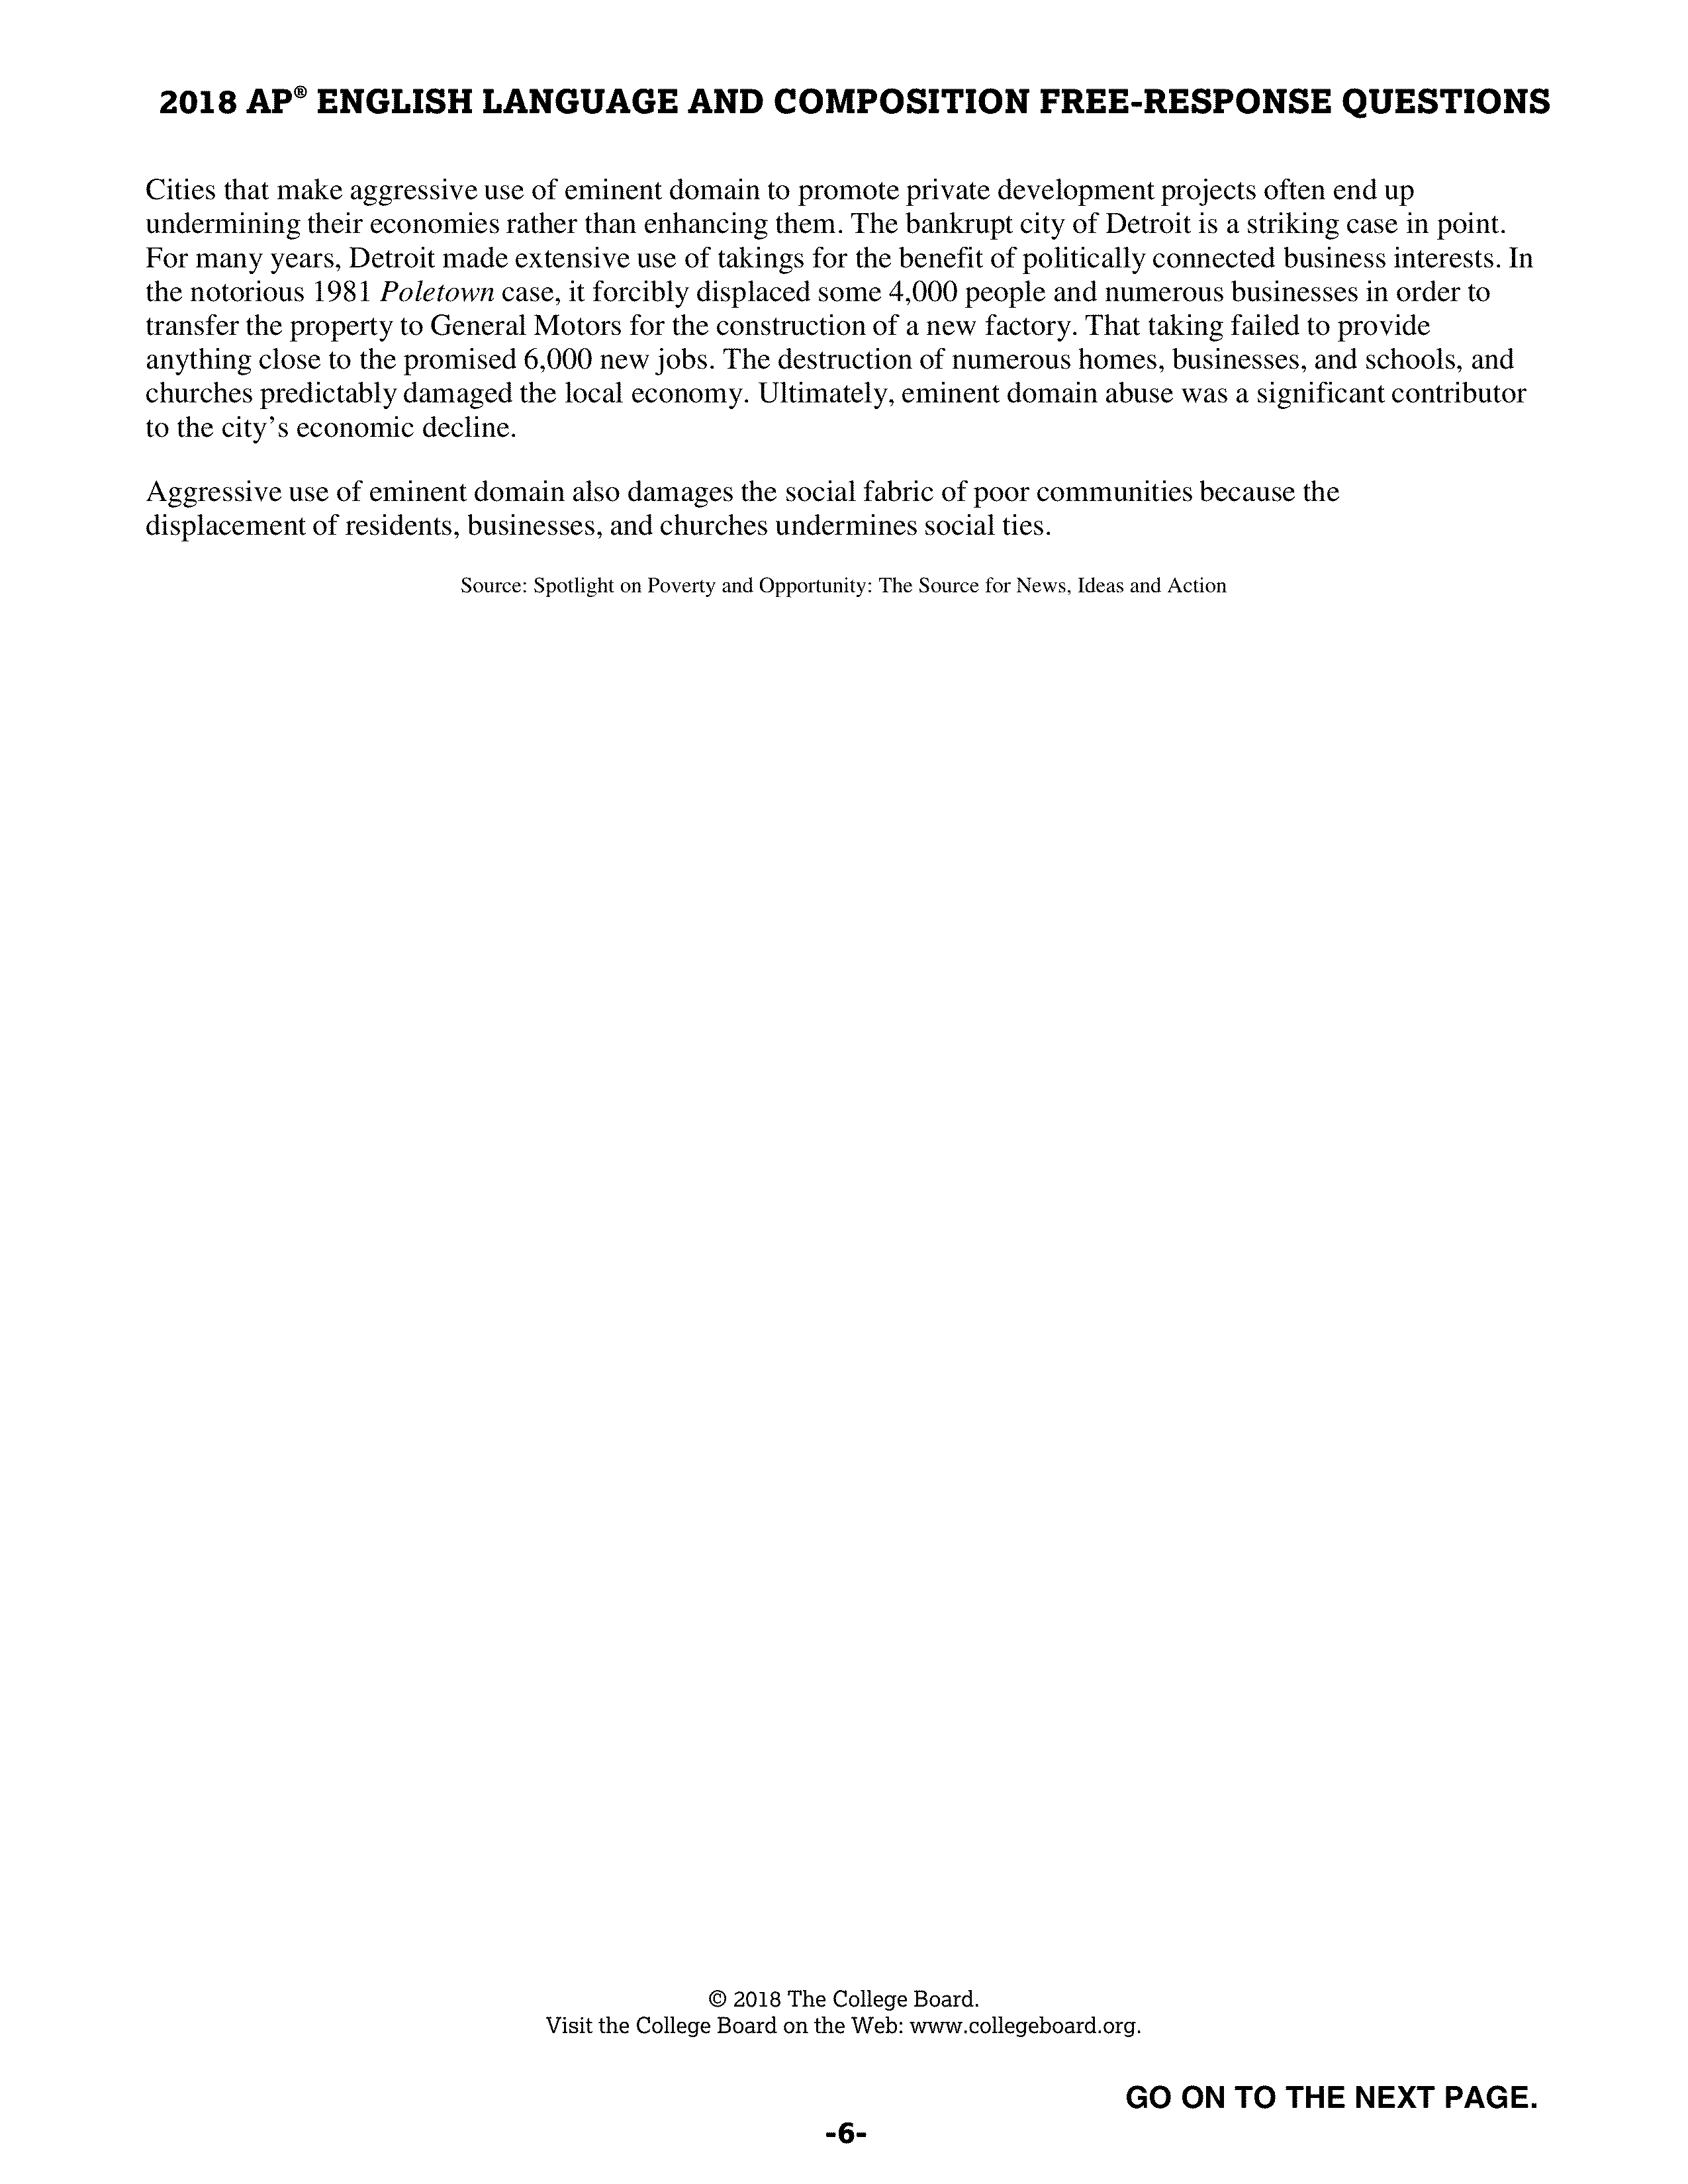 2018 AP® ENGLISH LANGUAGE AND COMPOSITION FREE-RESPONSE QUESTIONS
Cities that make aggressive use of eminent domain to promote private development projects often end up
undermining their economies rather than enhancing them. The bankrupt city of Detroit is a striking case in point.
For many years, Detroit made extensive use of takings for the benefit of politically connected business interests. In
the notorious 1981 Poletown case, it forcibly displaced some 4,000 people and numerous businesses in order to
transfer the property to General Motors for the construction of a new factory. That taking failed to provide
anything close to the promised 6,000 new jobs. The destruction of numerous homes, businesses, and schools, and
churches predictably damaged the local economy. Ultimately, eminent domain abuse was a significant contributor
to the city’s economic decline.
Aggressive use of eminent domain also damages the social fabric of poor communities because the
displacement of residents, businesses, and churches undermines social ties.
Source: Spotlight on Poverty and Opportunity: The Source for News, Ideas and Action
© 2018 The College Board.
Visit the College Board on the Web: www.collegeboard.org.
GO ON TO THE NEXT PAGE.
-6-